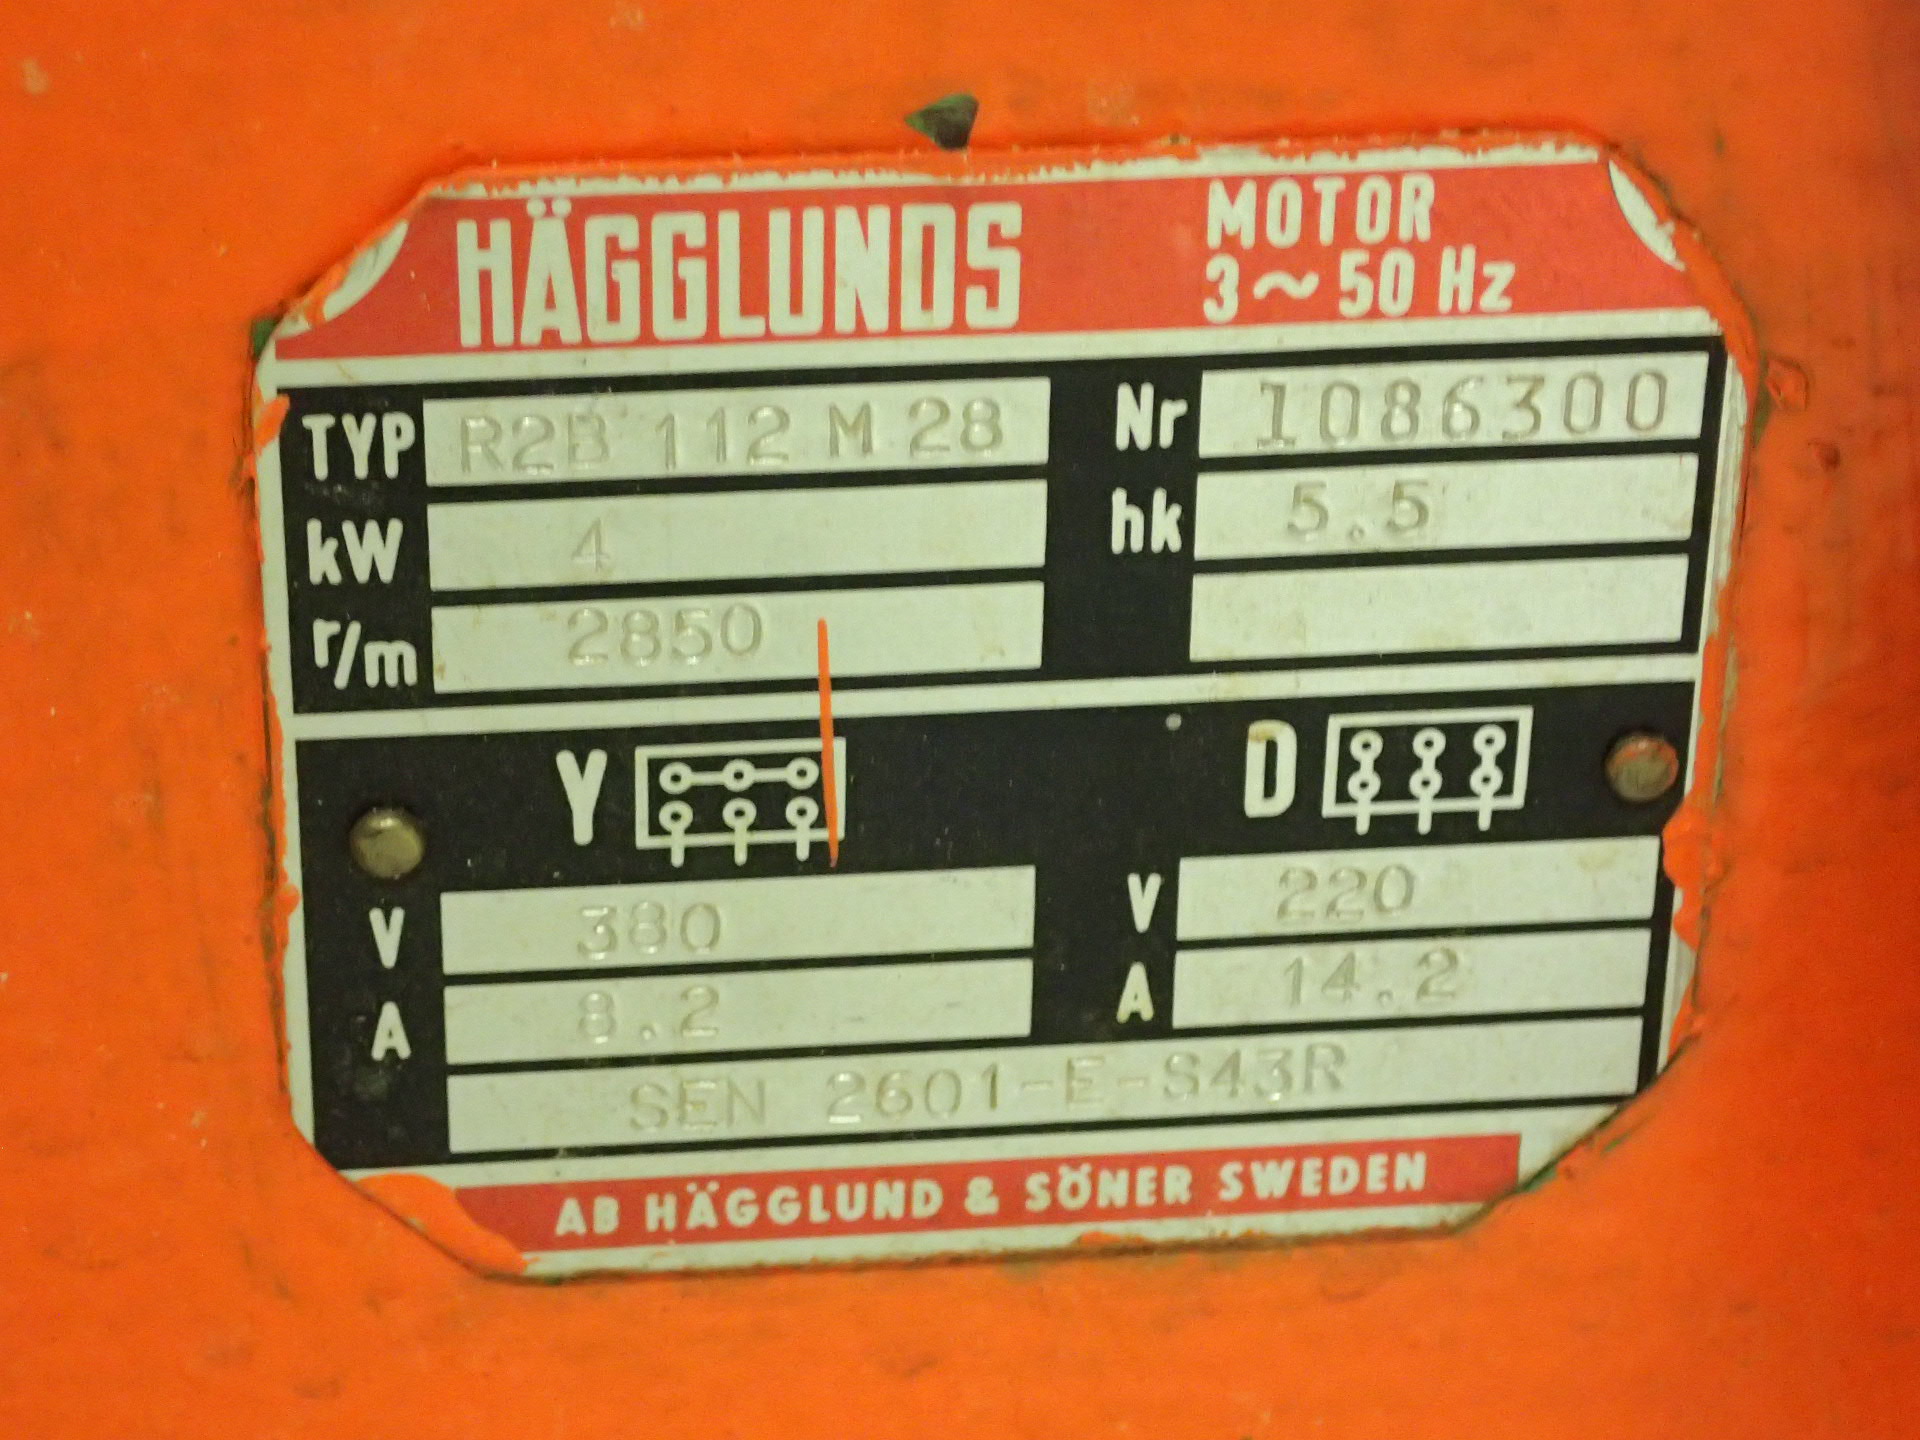 HÄGGLUNDS
MOTOR
3~50 Hz
TYP R2B 112 M 28 Nr 1086300
kW 4 hk 5.5
r/m 2850
Y D
V 380 V 220
A 8.2 A 14.2
SEN 2601-E-S43R
AB HÄGGLUND & SÖNER SWEDEN